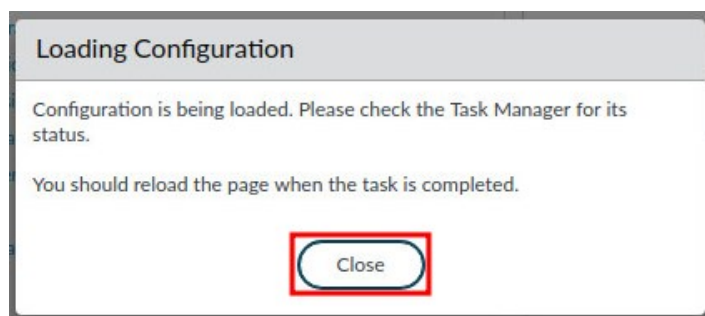 Loading Configuration
Configuration is being loaded. Please check the Task Manager for its
status.
You should reload the page when the task is completed.
Close